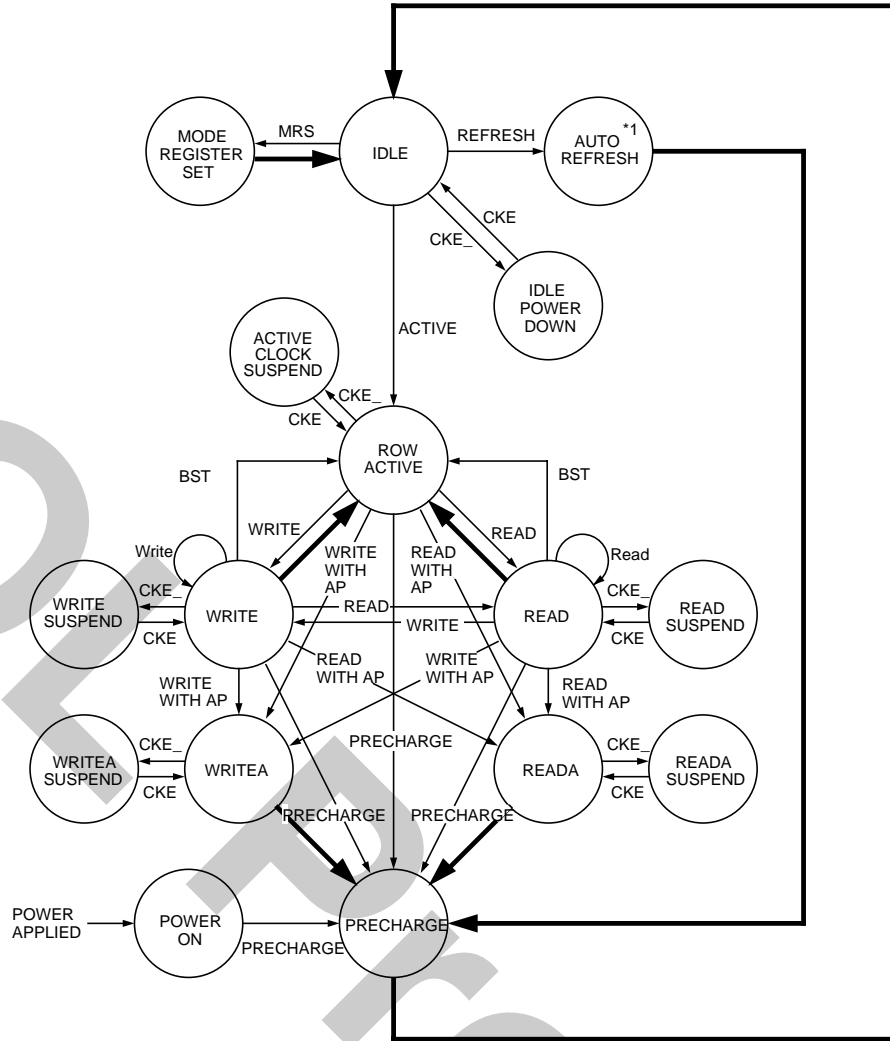 MRS
REFRESH
MODE
REGISTER
SET
IDLE
*1
AUTO
REFRESH
CKE
CKE_
IDLE
POWER
DOWN
ACTIVE
ACTIVE
CLOCK
SUSPEND
CKE_
CKE
ROW
ACTIVE
BST
BST
WRITE
READ
WRITE
WITH
AP
READ
WITH
AP
Write
Read
CKE_
CKE_
WRITE
SUSPEND
WRITE
READ
READ
READ
SUSPEND
WRITE
CKE
CKE
READ
WITH AP
WRITE
WITH AP
WRITE
WITH AP
READ
WITH AP
CKE_
PRECHARGE
CKE_
WRITEA
SUSPEND
WRITEA
READA
READA
SUSPEND
CKE
CKE
PRECHARGE
PRECHARGE
POWER
APPLIED
POWER
ON
PRECHARGE
PRECHARGE